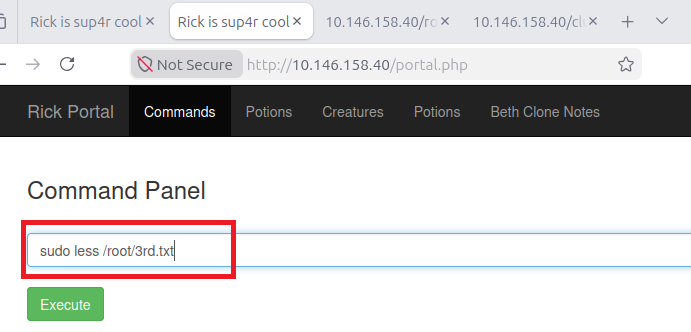 Rick is sup4r cool
Rick is sup4r cool
10.146.158.40/ro
10.146.158.40/cl
Not Secure
http://10.146.158.40/portal.php
Rick Portal
Commands
Potions
Creatures
Potions
Beth Clone Notes
Command Panel
sudo less /root/3rd.txt
Execute